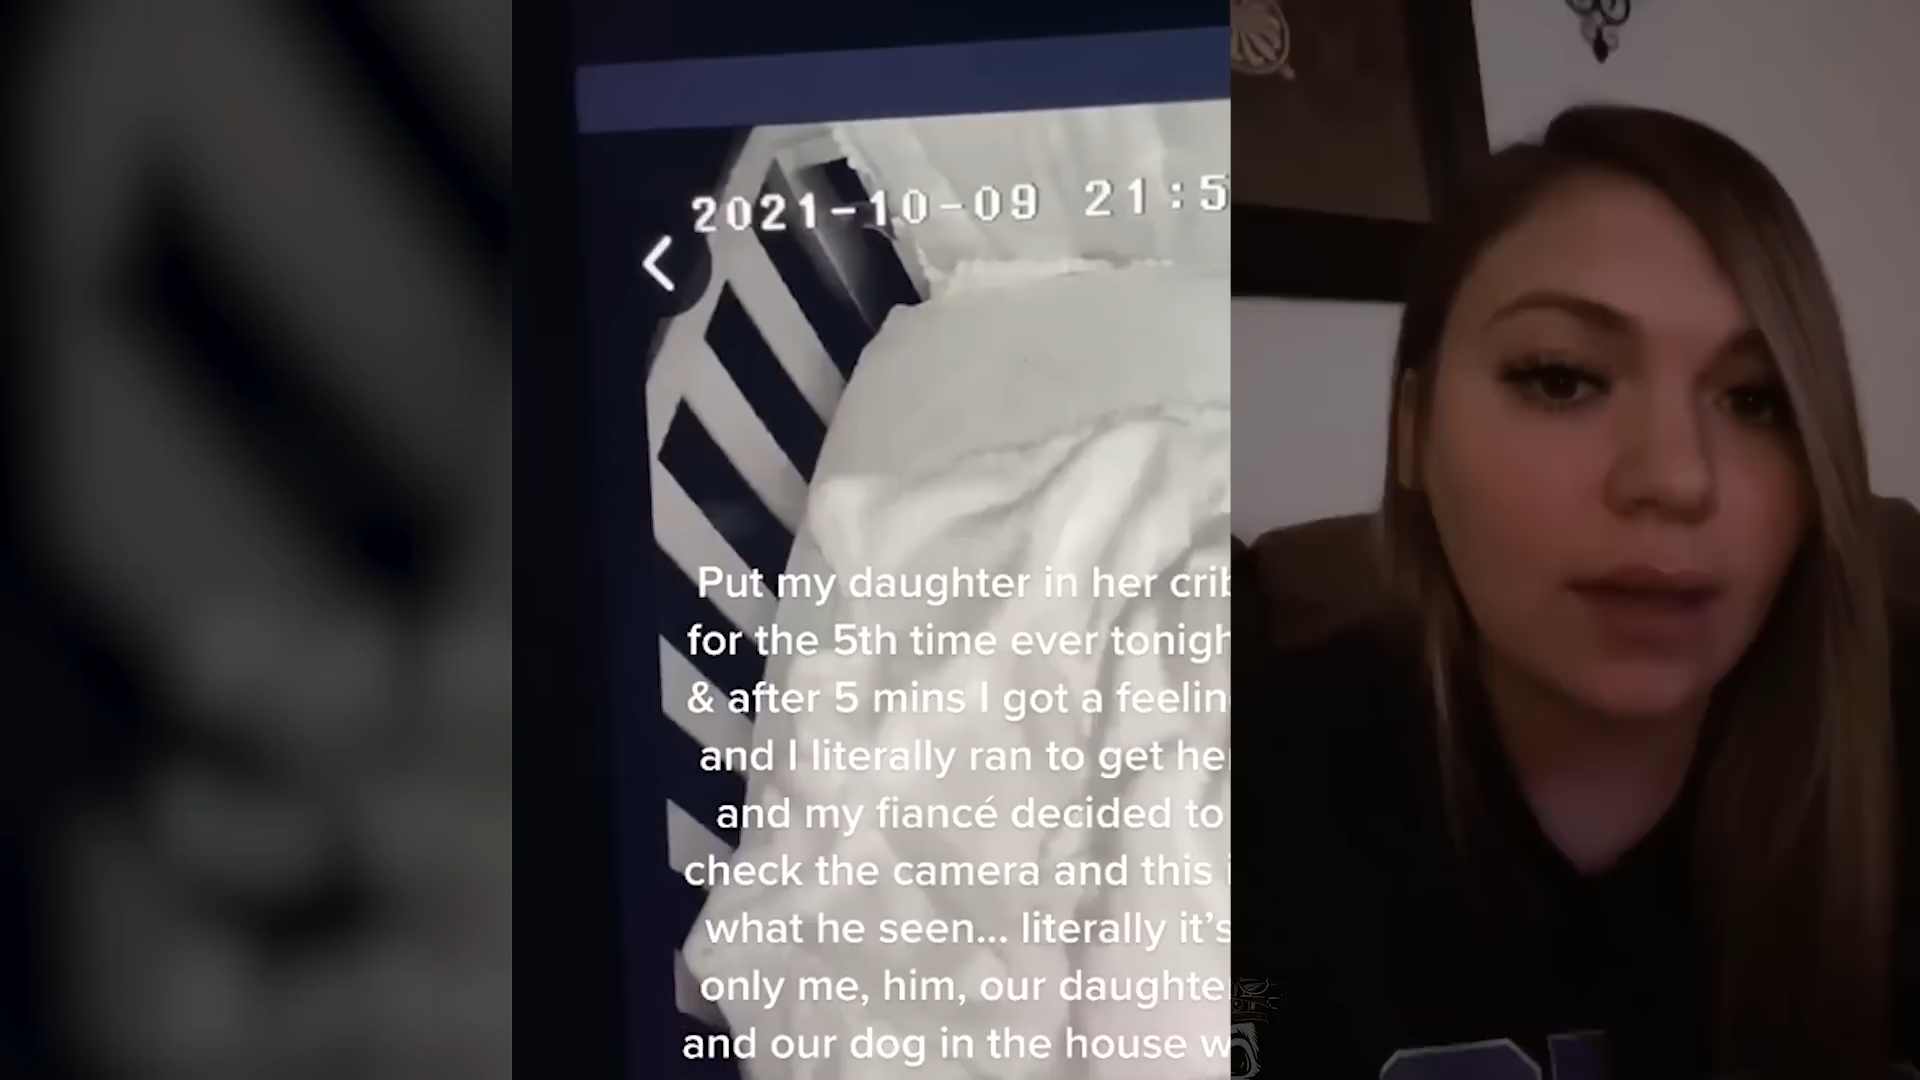 2021-10-09 21:5
Put my daughter in her crib
for the 5th time ever tonigh
& after 5 mins I got a feelin
and I literally ran to get he
and my fiancé decided to
check the camera and this i
what he seen... literally it's
only me, him, our daughte
and our dog in the house w